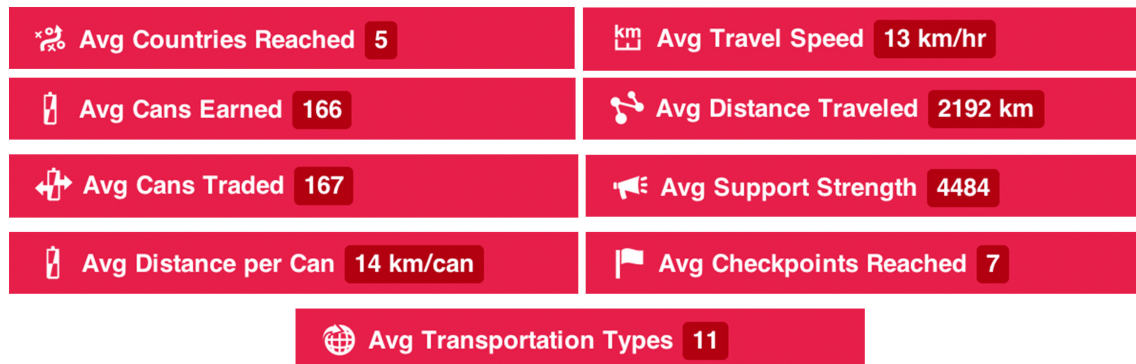 Avg Countries Reached 5
km Avg Travel Speed 13 km/hr
Avg Cans Earned 166
Avg Distance Traveled 2192 km
Avg Cans Traded 167
Avg Support Strength 4484
Avg Distance per Can 14 km/can
Avg Checkpoints Reached 7
Avg Transportation Types 11